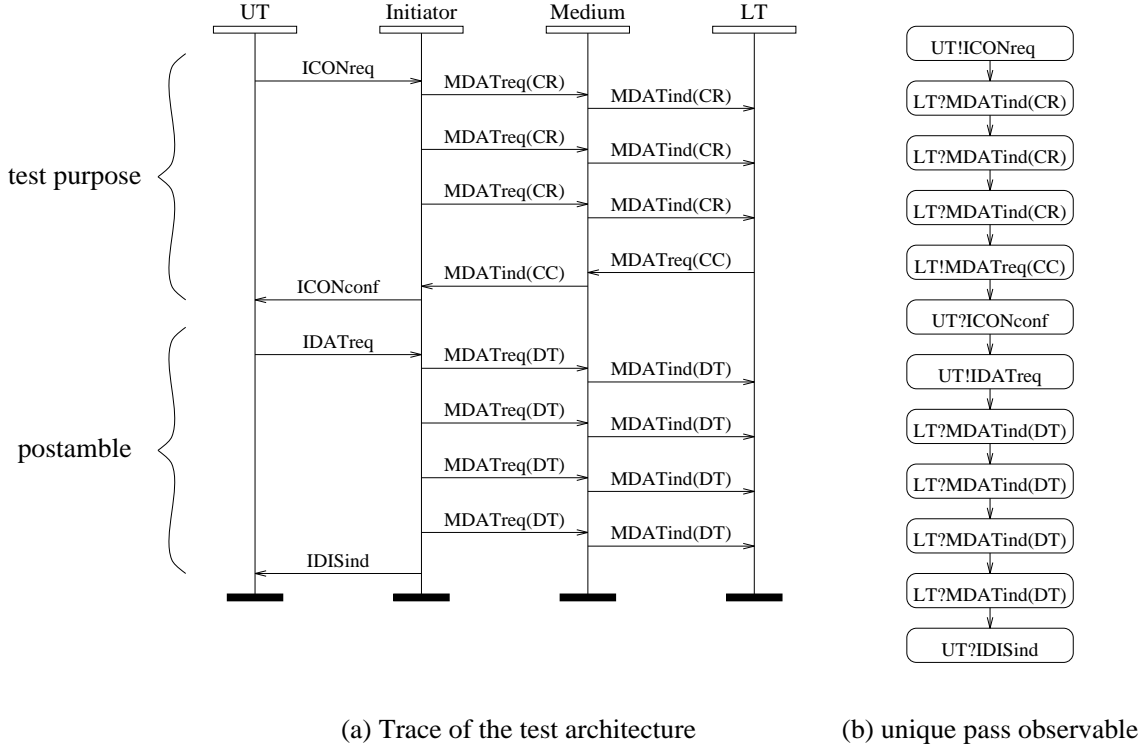 UT Initiator Medium LT
ICONreq
MDATreq(CR)
MDATind(CR)
MDATreq(CR)
MDATind(CR)
MDATreq(CR)
MDATind(CR)
MDATreq(CC)
MDATind(CC)
ICONconf
test purpose
IDATreq
MDATreq(DT)
MDATind(DT)
MDATreq(DT)
MDATind(DT)
MDATreq(DT)
MDATind(DT)
MDATreq(DT)
MDATind(DT)
IDISind
postamble
(a) Trace of the test architecture
UT!ICONreq
LT?MDATind(CR)
LT?MDATind(CR)
LT?MDATind(CR)
LT!MDATreq(CC)
UT?ICONconf
UT!IDATreq
LT?MDATind(DT)
LT?MDATind(DT)
LT?MDATind(DT)
LT?MDATind(DT)
UT?IDISind
(b) unique pass observable